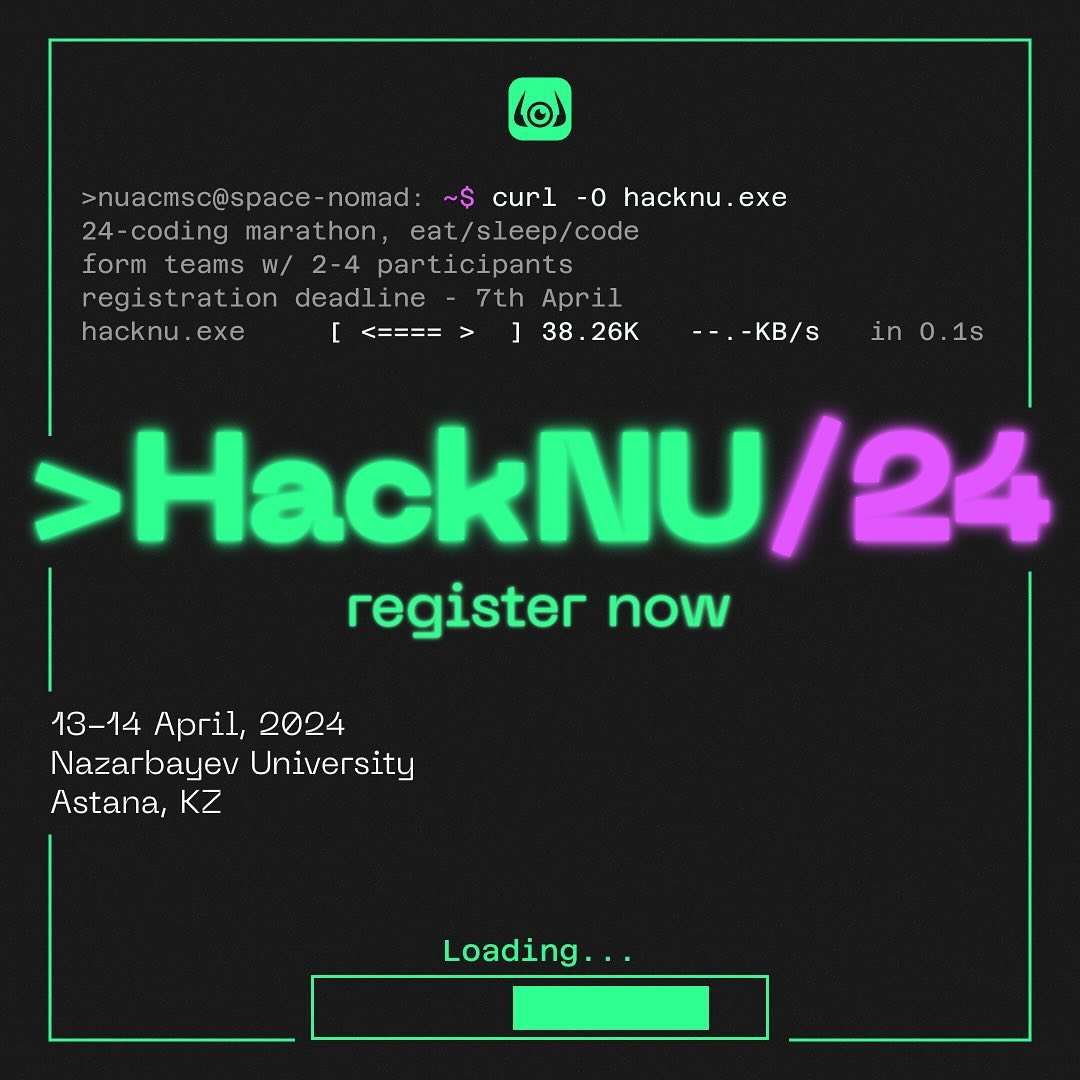 >nuacmsc@space-nomad: ~$ curl -O hacknu.exe
24-coding marathon, eat/sleep/code
form teams w/ 2-4 participants
registration deadline - 7th April
hacknu.exe [ <==== > ] 38.26K --.-KB/s in 0.1s
>HackNU/24
register now
13–14 April, 2024
Nazarbayev University
Astana, KZ
Loading...